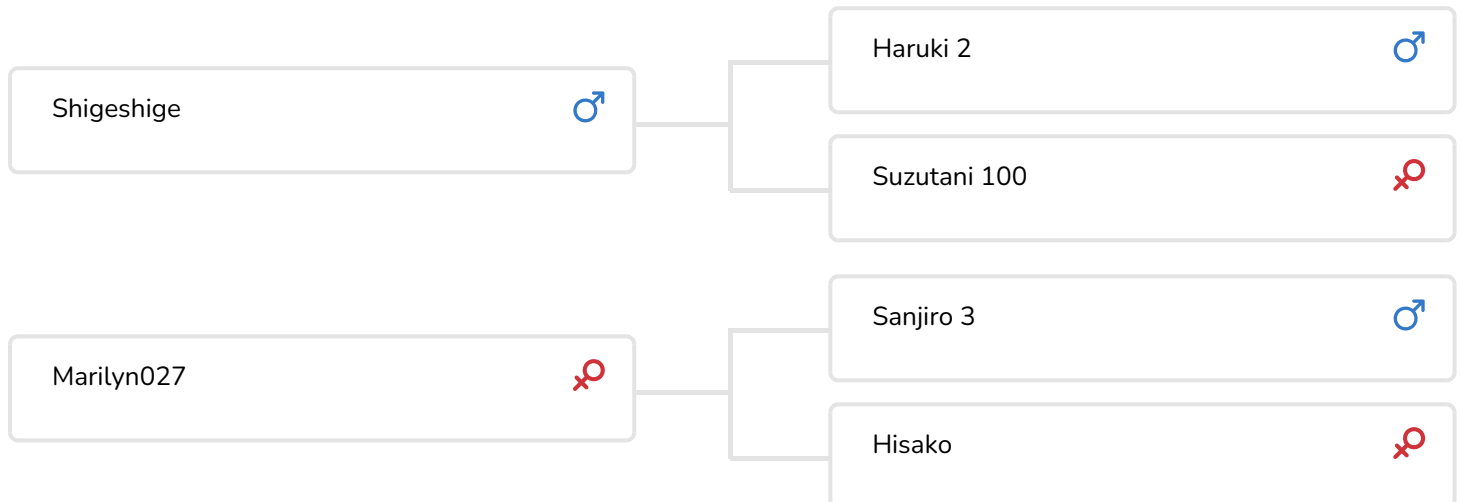 Haruki 2
Shigeshige
Suzutani 100
Sanjiro 3
Marilyn027
Hisako